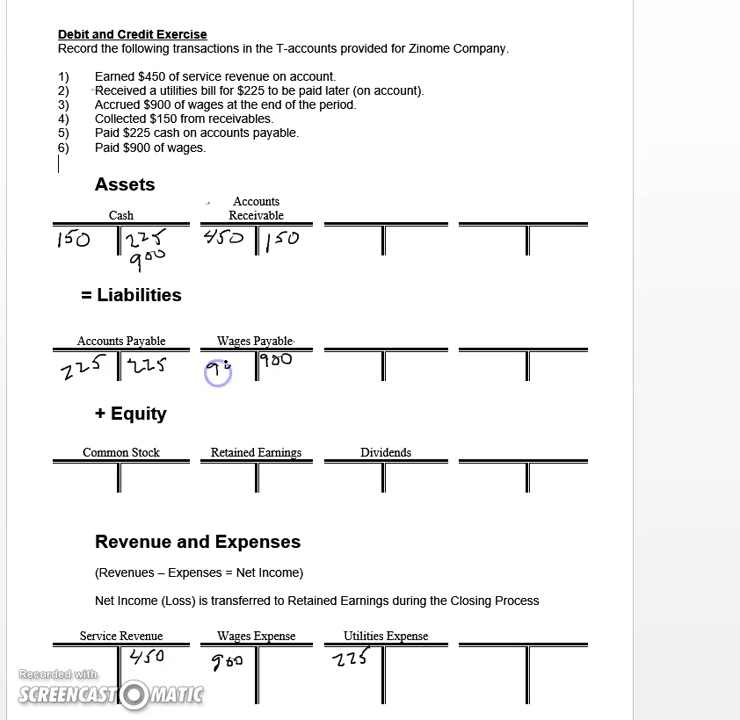 Debit and Credit Exercise
Record the following transactions in the T-accounts provided for Zinome Company.
1) Earned $450 of service revenue on account.
2) Received a utilities bill for $225 to be paid later (on account).
3) Accrued $900 of wages at the end of the period.
4) Collected $150 from receivables.
5) Paid $225 cash on accounts payable.
6) Paid $900 of wages.
Assets
Cash Accounts Receivable
150 225 450 150
900
= Liabilities
Accounts Payable Wages Payable
225 225 90 900
+ Equity
Common Stock Retained Earnings Dividends
Revenue and Expenses
(Revenues – Expenses = Net Income)
Net Income (Loss) is transferred to Retained Earnings during the Closing Process
Service Revenue Wages Expense Utilities Expense
450 900 225
Recorded with
SCREENCAST O MATIC